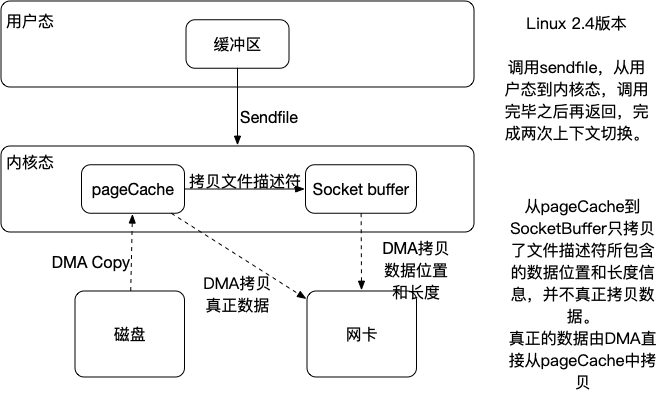 用户态
缓冲区
Sendfile
内核态
pageCache
拷贝文件描述符
Socket buffer
DMA Copy
DMA拷贝
真正数据
DMA拷贝
数据位置
和长度
磁盘
网卡
Linux 2.4版本
调用sendfile，从用
户态到内核态，调用
完毕之后再返回，完
成两次上下文切换。
从pageCache到
SocketBuffer只拷贝
了文件描述符所包含
的数据位置和长度信
息，并不真正拷贝数
据。
真正的数据由DMA直
接从pageCache中拷
贝